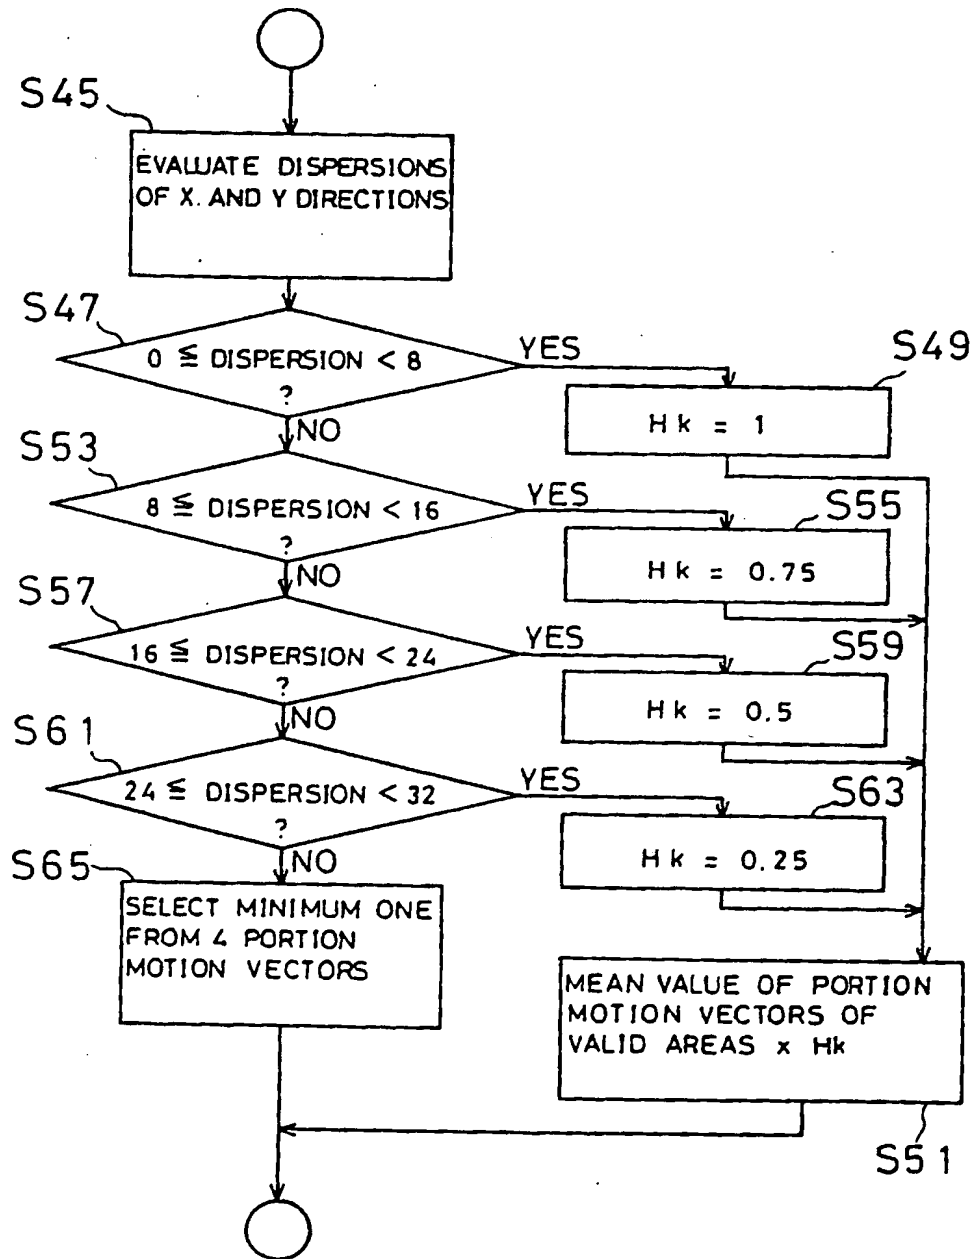 S45
EVALUATE DISPERSIONS
OF X. AND Y DIRECTIONS
S47
0 ≦ DISPERSION < 8
?
YES
NO
S49
Hk = 1
S53
8 ≦ DISPERSION < 16
?
YES
NO
S55
Hk = 0.75
S57
16 ≦ DISPERSION < 24
?
YES
NO
S59
Hk = 0.5
S61
24 ≦ DISPERSION < 32
?
YES
NO
S63
Hk = 0.25
S65
SELECT MINIMUM ONE
FROM 4 PORTION
MOTION VECTORS
MEAN VALUE OF PORTION
MOTION VECTORS OF
VALID AREAS x Hk
S51